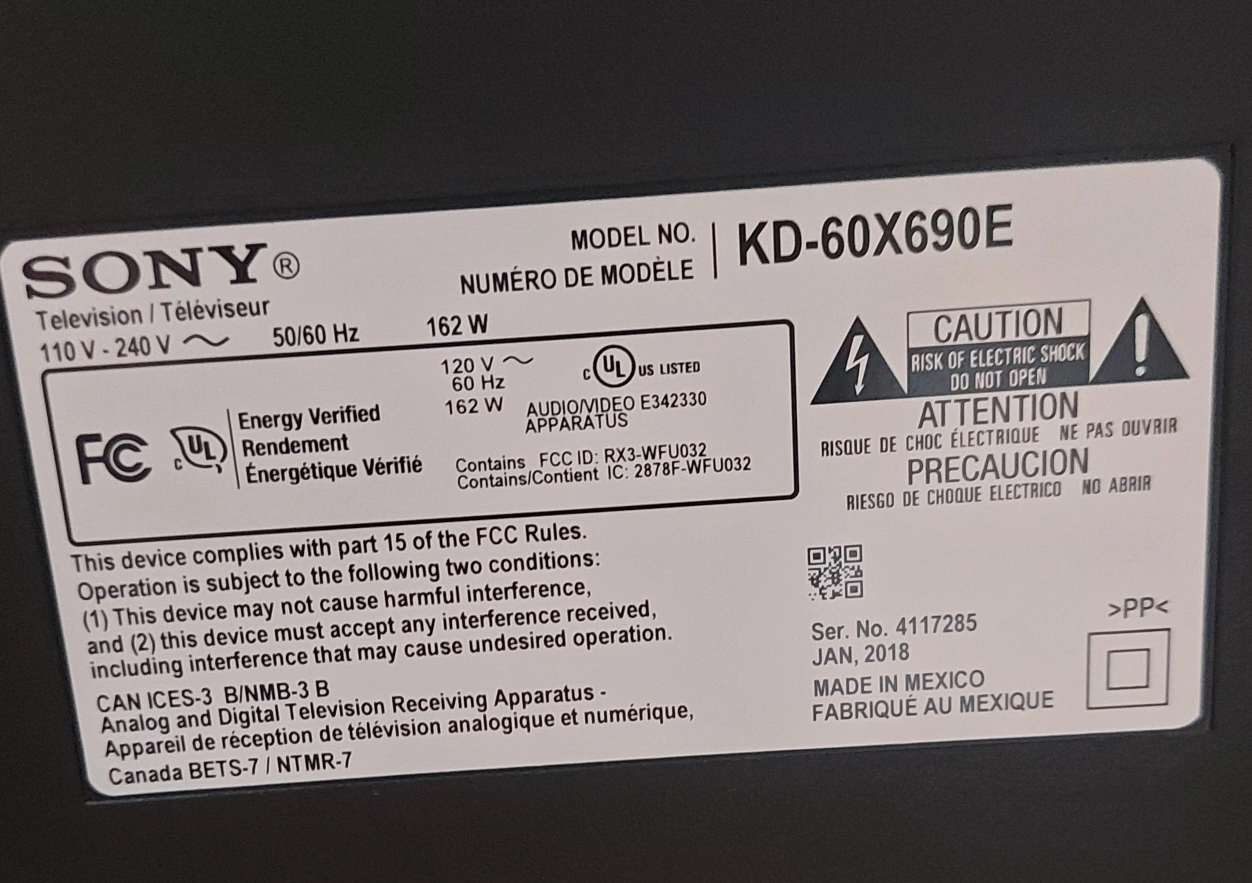 SONY®
Television / Téléviseur
110 V - 240 V ~ 50/60 Hz 162 W
MODEL NO.
NUMÉRO DE MODÈLE
KD-60X690E
FC
c UL
Energy Verified
Rendement
Énergétique Vérifié
120 V ~
60 Hz
162 W
c UL US LISTED
AUDIO/VIDEO E342330
APPARATUS
Contains FCC ID: RX3-WFU032
Contains/Contient IC: 2878F-WFU032
CAUTION
RISK OF ELECTRIC SHOCK
DO NOT OPEN
ATTENTION
RISQUE DE CHOC ÉLECTRIQUE NE PAS OUVRIR
PRECAUCION
RIESGO DE CHOQUE ELECTRICO NO ABRIR
This device complies with part 15 of the FCC Rules.
Operation is subject to the following two conditions:
(1) This device may not cause harmful interference,
and (2) this device must accept any interference received,
including interference that may cause undesired operation.
CAN ICES-3 B/NMB-3 B
Analog and Digital Television Receiving Apparatus -
Appareil de réception de télévision analogique et numérique,
Canada BETS-7 / NTMR-7
Ser. No. 4117285
JAN, 2018
MADE IN MEXICO
FABRIQUÉ AU MEXIQUE
>PP<